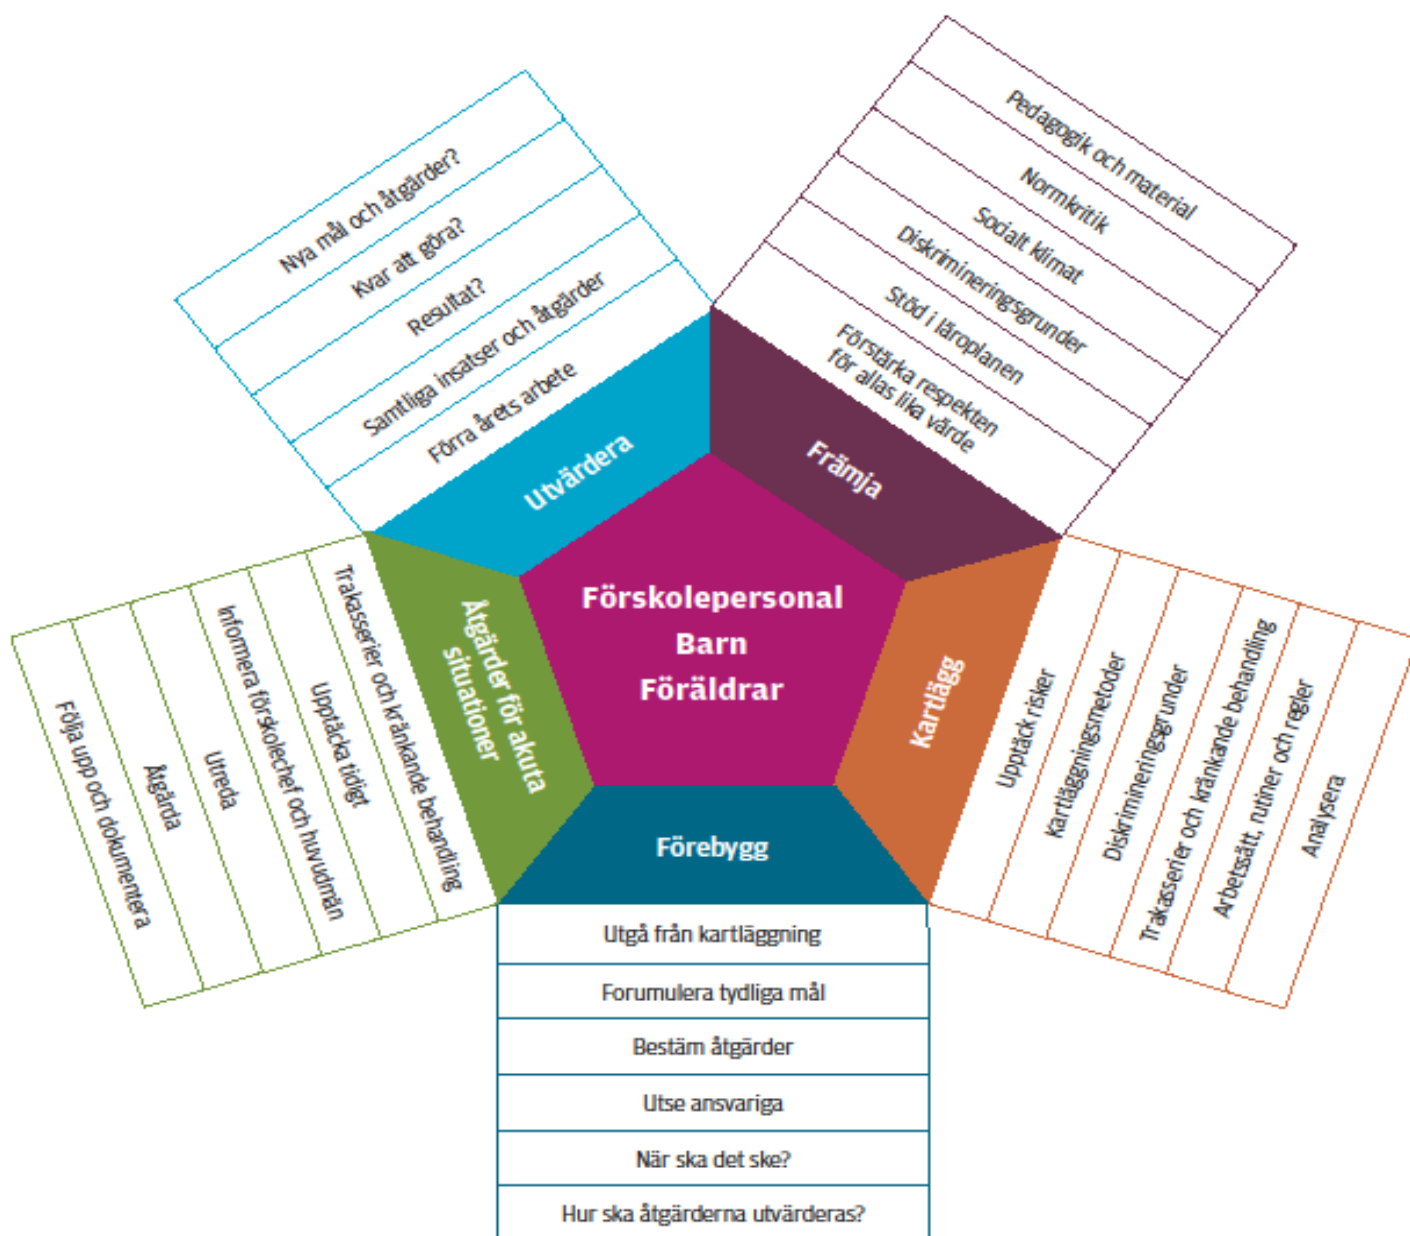 Förskolepersonal
Barn
Föräldrar
Främja
Förstärka respekten
för allas lika värde
Stöd i läroplanen
Diskrimineringsgrunder
Socialt klimat
Normkritik
Pedagogik och material
Kartlägg
Upptäck risker
Kartläggningsmetoder
Diskrimineringsgrunder
Trakasserier och kränkande behandling
Arbetssätt, rutiner och regler
Analysera
Förebygg
Utgå från kartläggning
Forumulera tydliga mål
Bestäm åtgärder
Utse ansvariga
När ska det ske?
Hur ska åtgärderna utvärderas?
Åtgärder för akuta
situationer
Trakasserier och kränkande behandling
Upptäcka tidigt
Informera förskolechef och huvudmän
Utreda
Åtgärda
Följa upp och dokumentera
Utvärdera
Förra årets arbete
Samtliga insatser och åtgärder
Resultat?
Kvar att göra?
Nya mål och åtgärder?